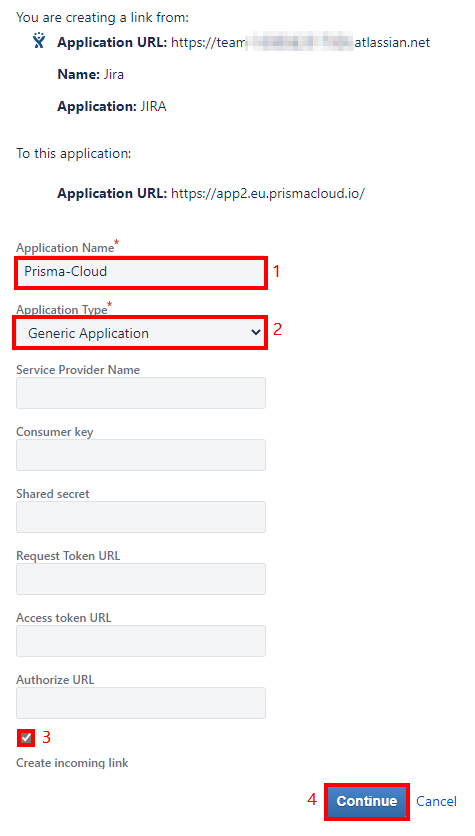 You are creating a link from:
Application URL: https://team atlassian.net
Name: Jira
Application: JIRA
To this application:
Application URL: https://app2.eu.prismacloud.io/
Application Name*
Prisma-Cloud 1
Application Type*
Generic Application 2
Service Provider Name
Consumer key
Shared secret
Request Token URL
Access token URL
Authorize URL
3
Create incoming link
4 Continue Cancel